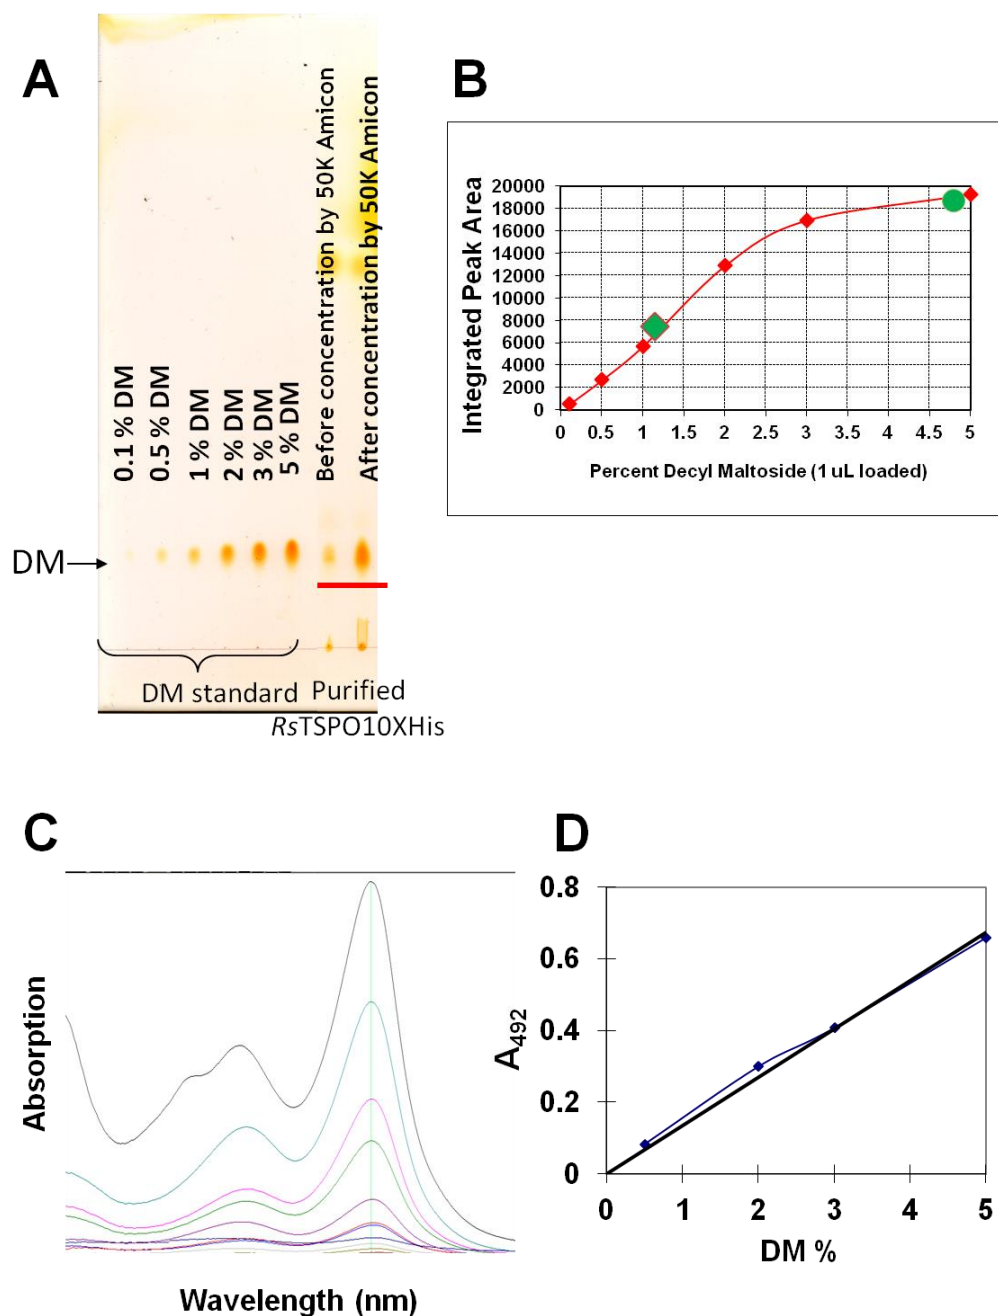 A
Before concentration by 50K Amicon
After concentration by 50K Amicon
0.1 % DM
0.5 % DM
1 % DM
2 % DM
3 % DM
5 % DM
DM
DM standard
Purified
RsTSPO10XHis
B
Integrated Peak Area
20000
18000
16000
14000
12000
10000
8000
6000
4000
2000
0
0 0.5 1 1.5 2 2.5 3 3.5 4 4.5 5
Percent Decyl Maltoside (1 uL loaded)
C
Absorption
Wavelength (nm)
D
A492
0.8
0.6
0.4
0.2
0
0 1 2 3 4 5
DM %